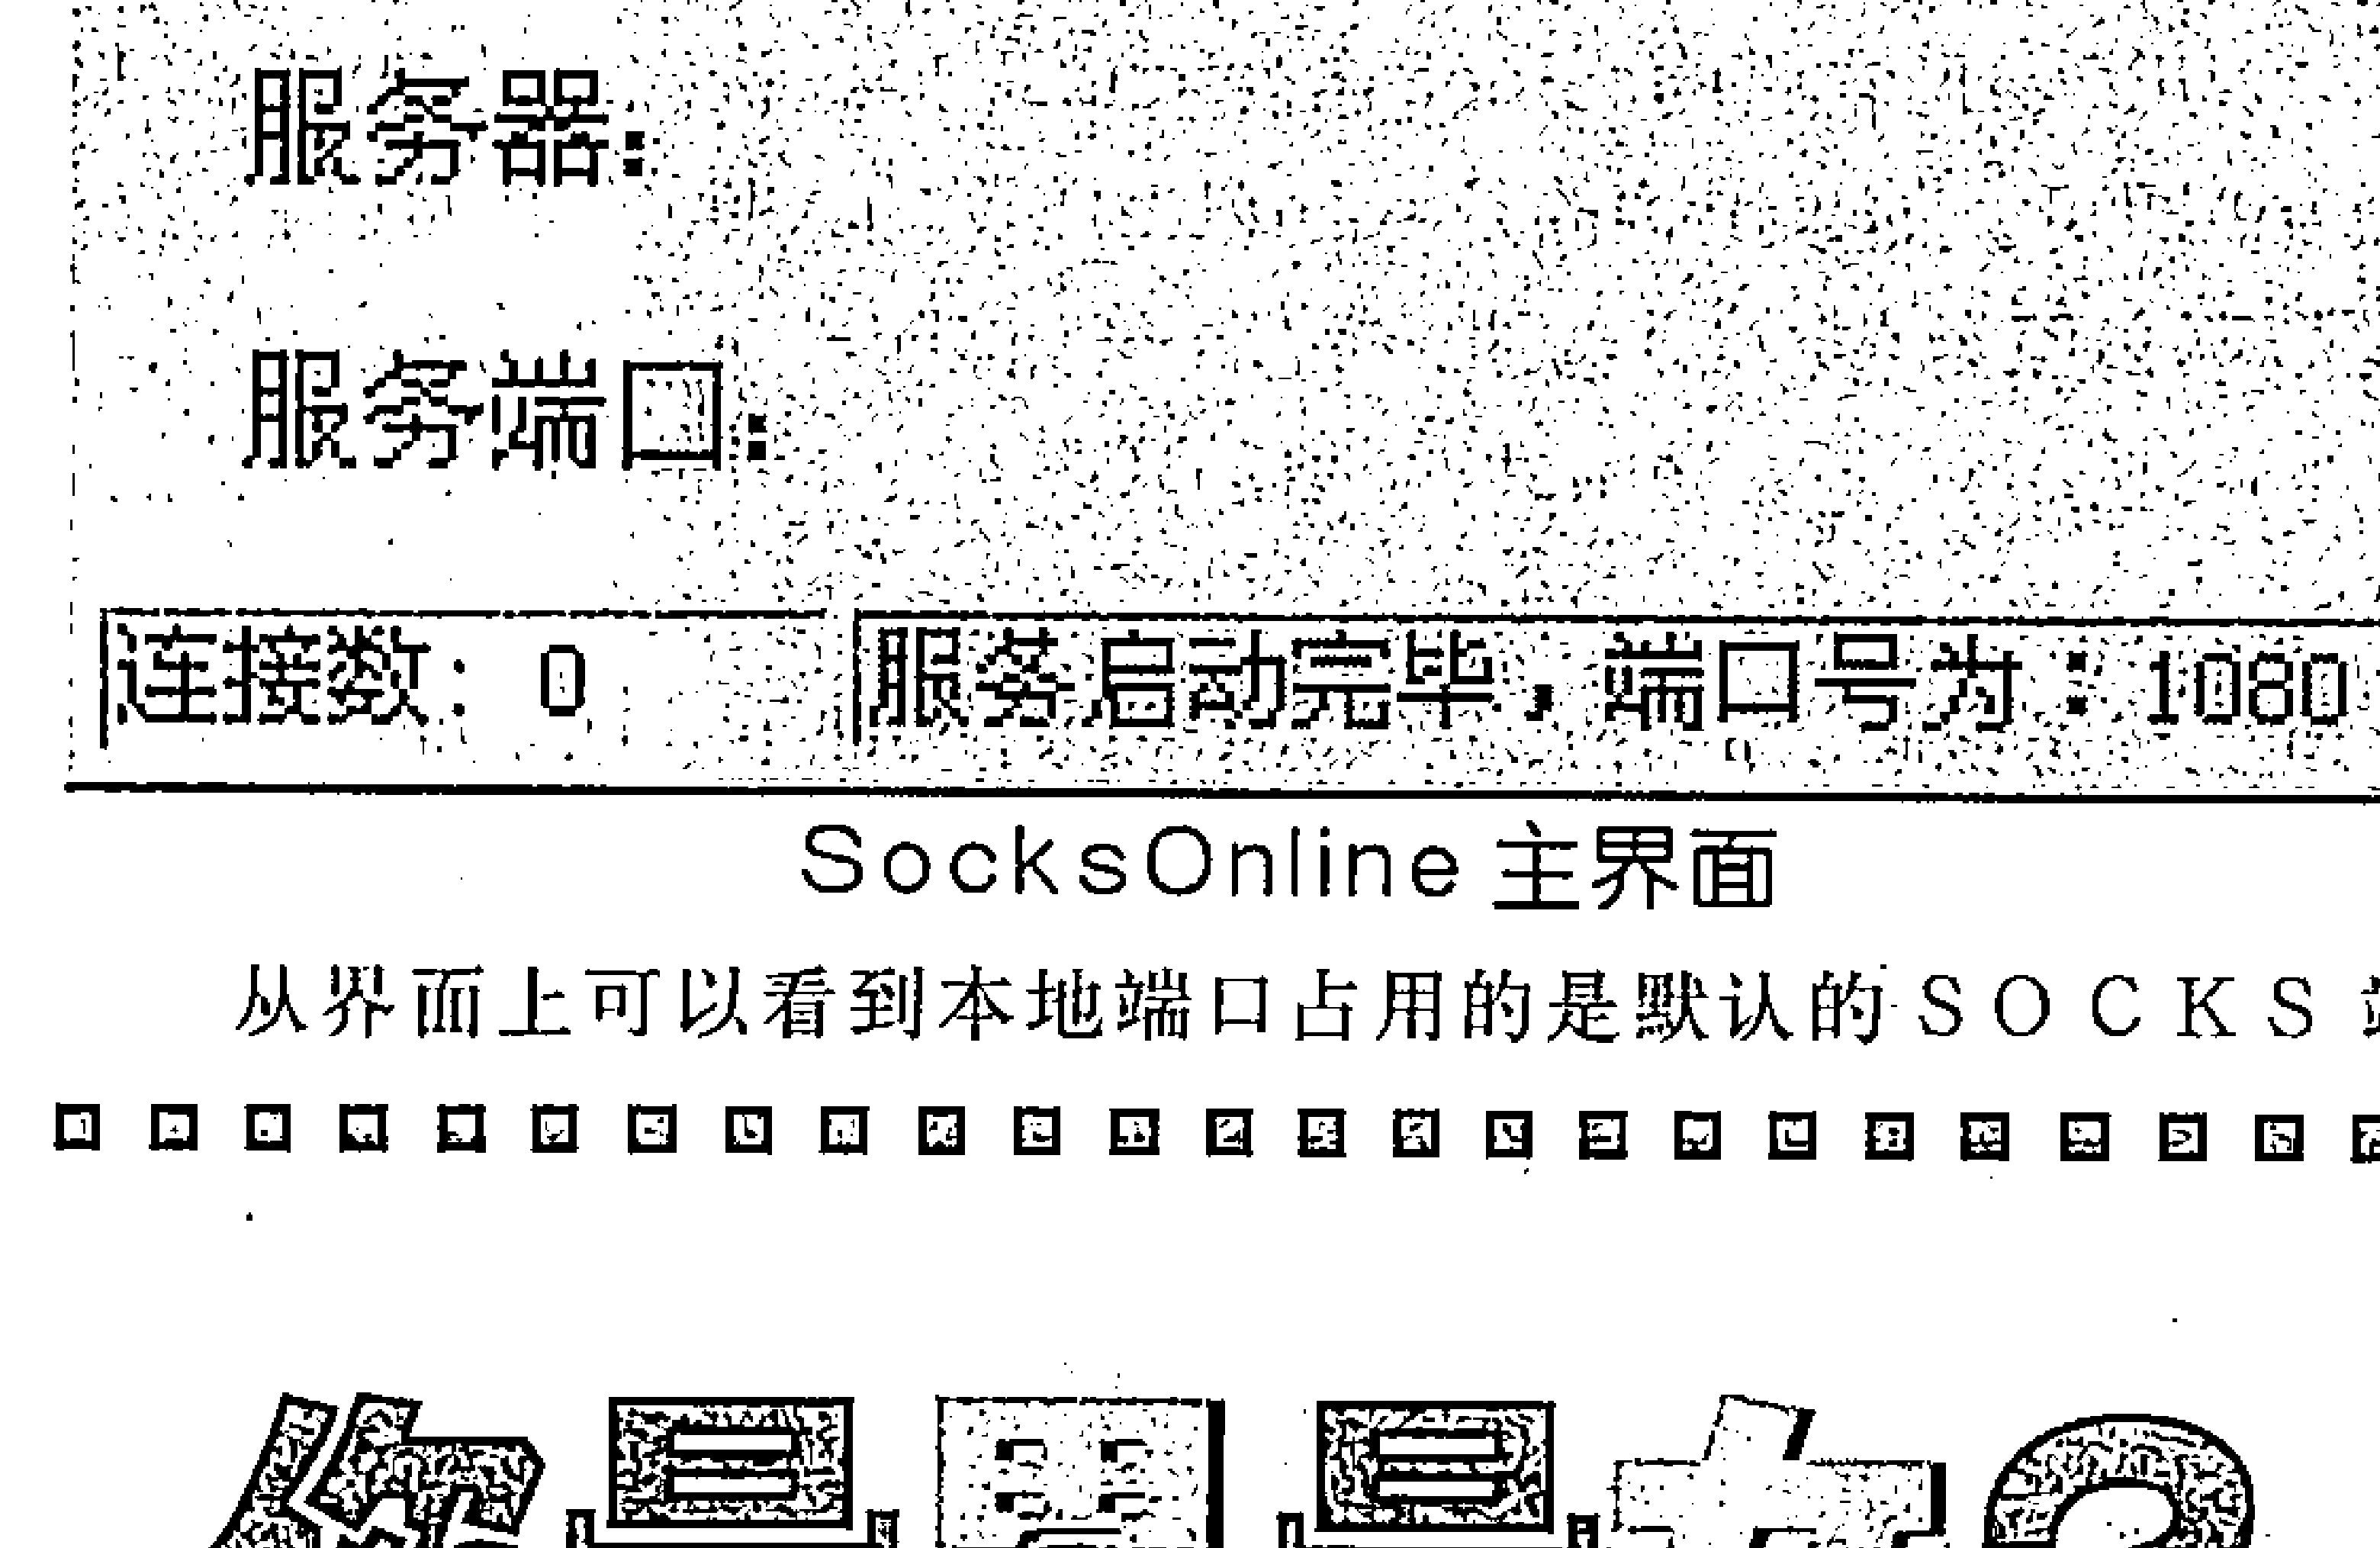 服务器:
服务端口:
连接数: 0 服务启动完毕，端口号为：1080
SocksOnline 主界面
从界面上可以看到本地端口占用的是默认的SOCKS